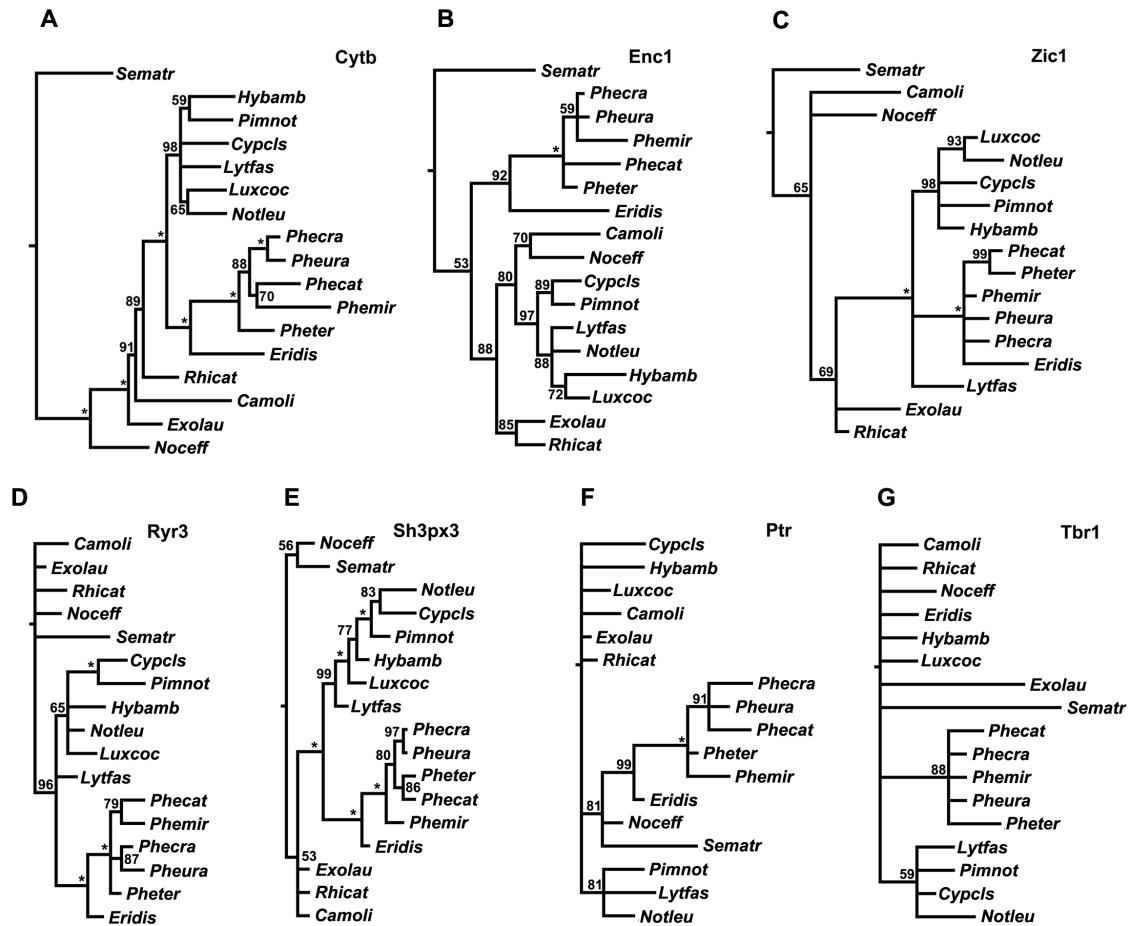 A
Cytb
Sematr
59
Hybamb
Pimnot
98
Cypcls
Lytfas
Luxcoc
65
Notleu
*
*
Phecra
Pheura
88
Phecat
70
*
Phemir
89
*
Pheter
Eridis
91
Rhicat
*
Camoli
*
Exolau
Noceff
B
Enc1
Sematr
Phecra
59
Pheura
Phemir
*
Phecat
92
Pheter
Eridis
53
70
Camoli
Noceff
80
89
Cypcls
Pimnot
97
Lytfas
88
Notleu
88
Hybamb
72
Luxcoc
85
Exolau
Rhicat
C
Zic1
Sematr
Camoli
Noceff
93
Luxcoc
Notleu
65
98
Cypcls
Pimnot
Hybamb
99
Phecat
Pheter
*
Phemir
*
Pheura
Phecra
Eridis
69
Lytfas
Exolau
Rhicat
D
Ryr3
Camoli
Exolau
Rhicat
Noceff
Sematr
*
Cypcls
Pimnot
65
Hybamb
Notleu
Luxcoc
96
Lytfas
79
Phecat
Phemir
*
Phecra
87
Pheura
*
Pheter
Eridis
E
Sh3px3
56
Noceff
Sematr
83
Notleu
Cypcls
*
Pimnot
77
Hybamb
*
99
Luxcoc
Lytfas
*
97
Phecra
Pheura
80
Pheter
86
Phecat
*
*
Phemir
Eridis
53
Exolau
Rhicat
Camoli
F
Ptr
Cypcls
Hybamb
Luxcoc
Camoli
Exolau
Rhicat
Phecra
91
Pheura
Phecat
*
Pheter
99
Phemir
Eridis
81
Noceff
Sematr
Pimnot
81
Lytfas
Notleu
G
Tbr1
Camoli
Rhicat
Noceff
Eridis
Hybamb
Luxcoc
Exolau
Sematr
Phecat
Phecra
88
Phemir
Pheura
Pheter
Lytfas
59
Pimnot
Cypcls
Notleu